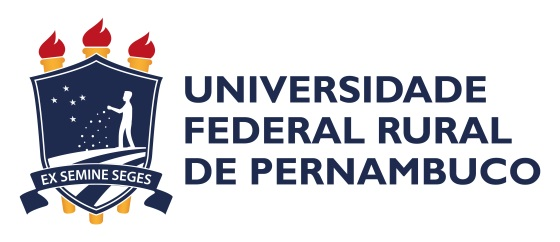 EX SEMINE SEGES
UNIVERSIDADE
FEDERAL RURAL
DE PERNAMBUCO